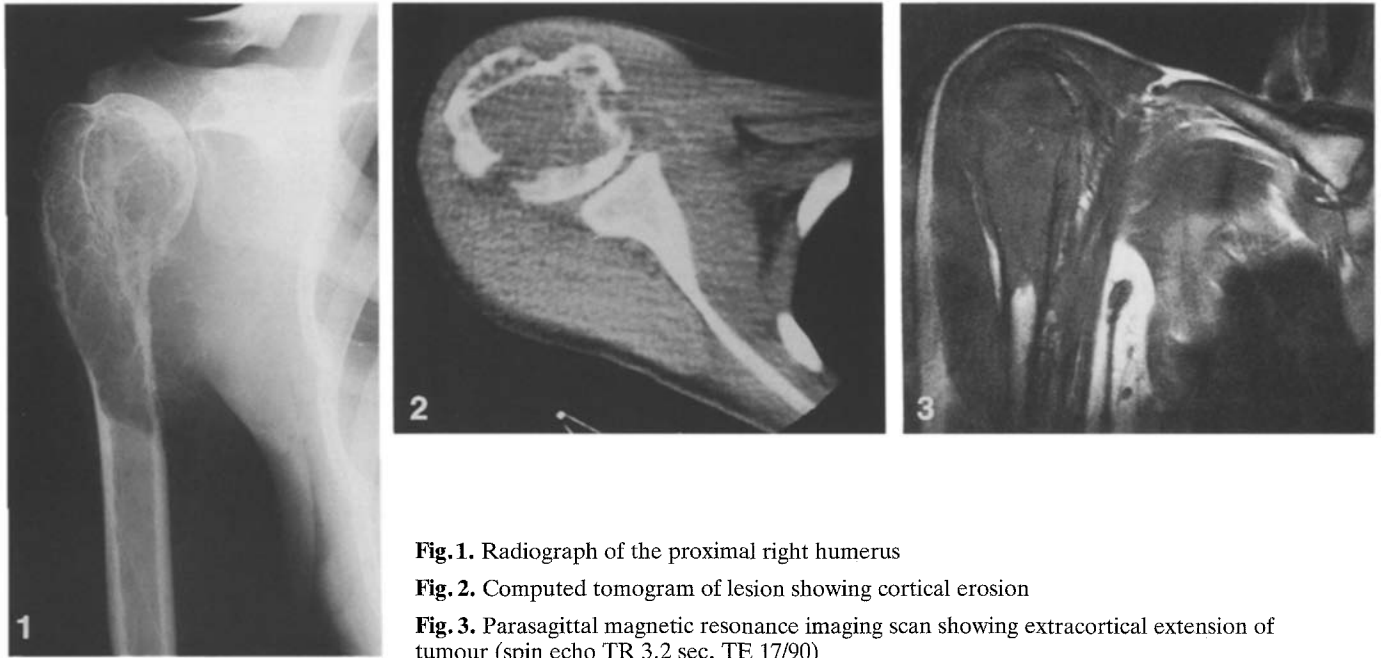 1
2
3
Fig. 1. Radiograph of the proximal right humerus
Fig. 2. Computed tomogram of lesion showing cortical erosion
Fig. 3. Parasagittal magnetic resonance imaging scan showing extracortical extension of
tumour (spin echo TR 3.2 sec, TE 17/90)